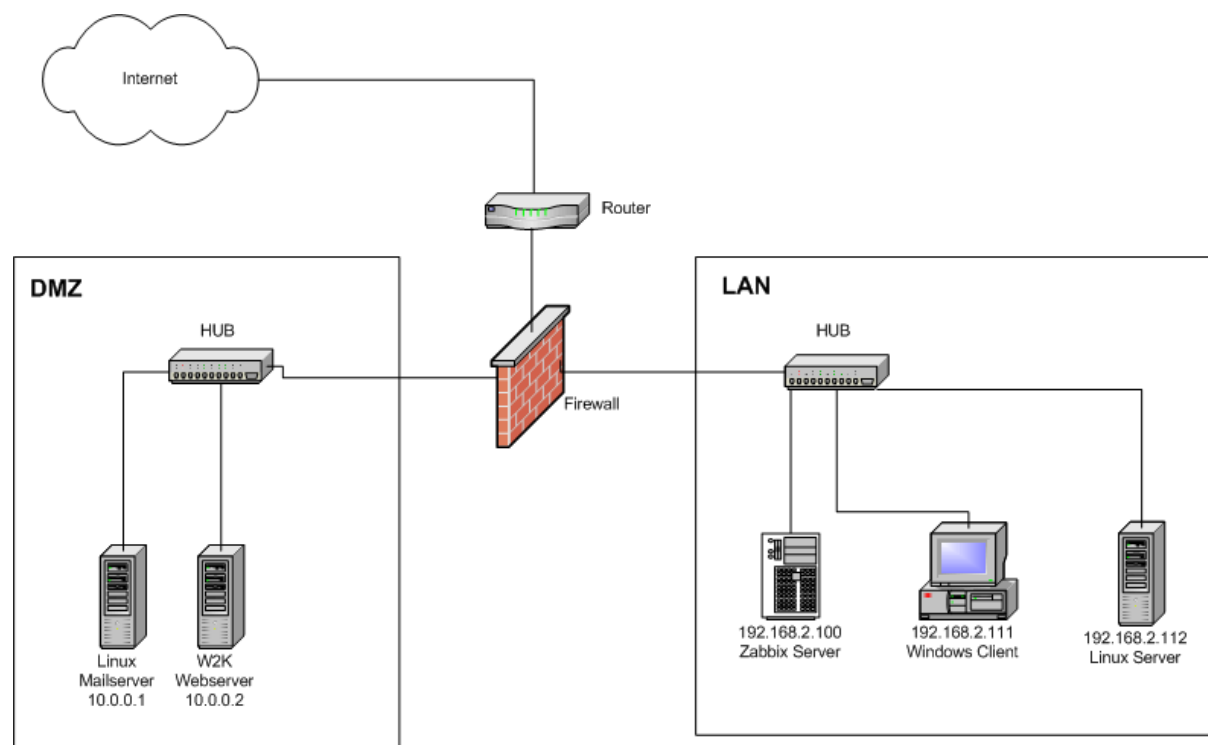 Internet
Router
DMZ
LAN
HUB
HUB
Firewall
192.168.2.100
Zabbix Server
192.168.2.111
Windows Client
192.168.2.112
Linux Server
Linux
Mailserver
10.0.0.1
W2K
Webserver
10.0.0.2